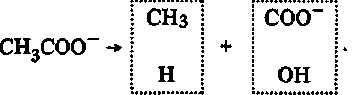 CH₃ COO⁻
CH₃COO⁻ → + .
H OH